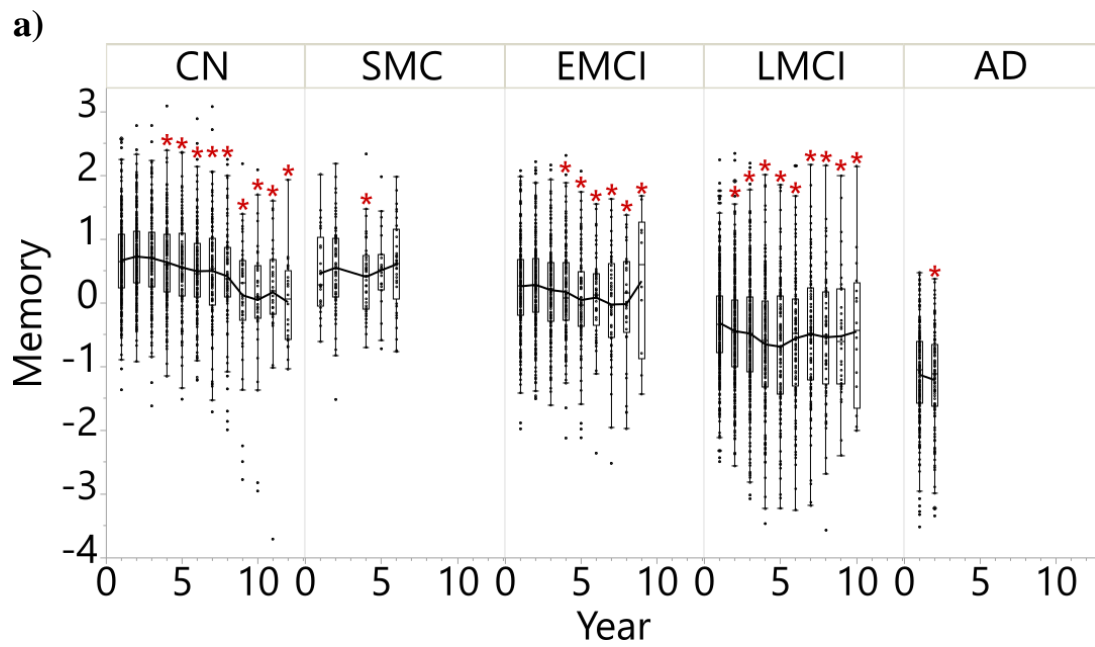 a)
CN SMC EMCI LMCI AD
3
2
1
0
-1
-2
-3
-4
Memory
* * * * * * * * *
*
* * * * * * *
* * * * * * * * *
*
0 5 10 0 5 10 0 5 10 0 5 10 0 5 10
Year